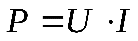 P = U · I